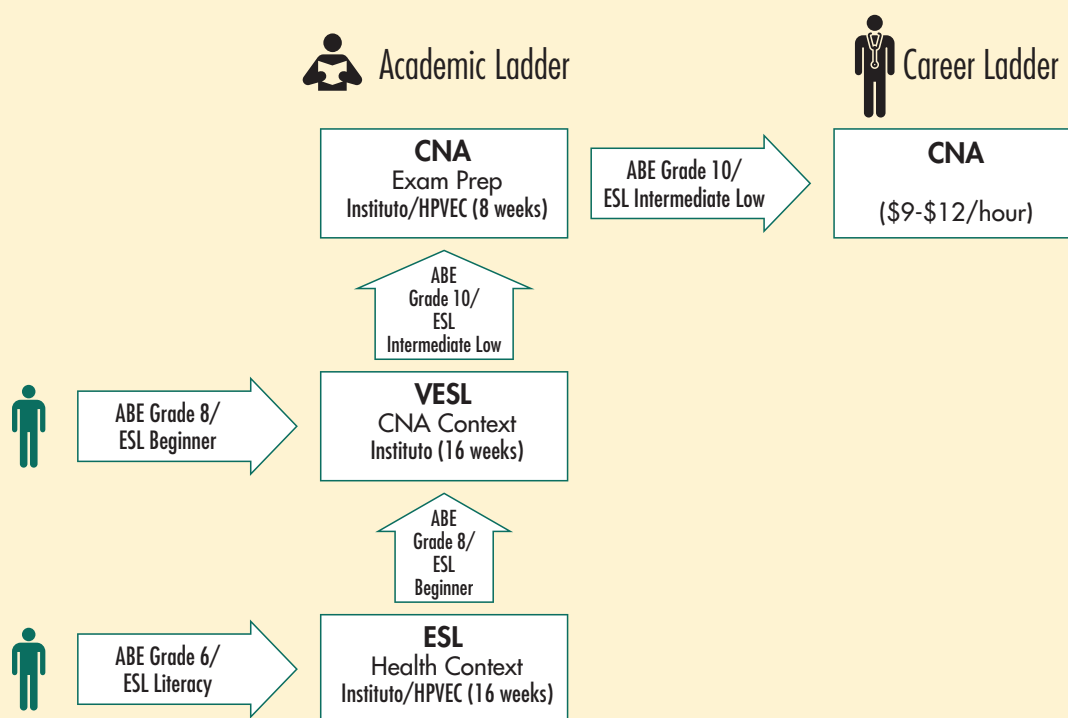 Academic Ladder
Career Ladder
CNA
Exam Prep
Instituto/HPVEC (8 weeks)
ABE Grade 10/
ESL Intermediate Low
CNA
($9-$12/hour)
ABE
Grade 10/
ESL
Intermediate Low
ABE Grade 8/
ESL Beginner
VESL
CNA Context
Instituto (16 weeks)
ABE
Grade 8/
ESL
Beginner
ABE Grade 6/
ESL Literacy
ESL
Health Context
Instituto/HPVEC (16 weeks)